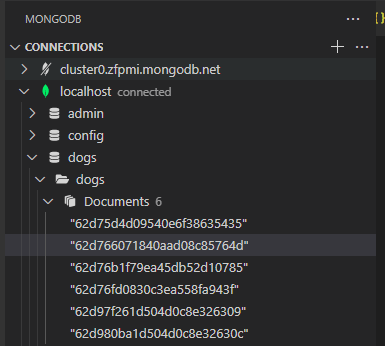 MONGODB
CONNECTIONS
cluster0.zfpmi.mongodb.net
localhost connected
admin
config
dogs
dogs
Documents 6
"62d75d4d09540e6f38635435"
"62d766071840aad08c85764d"
"62d76b1f79ea45db52d10785"
"62d76fd0830c3ea558fa943f"
"62d97f261d504d0c8e326309"
"62d980ba1d504d0c8e32630c"